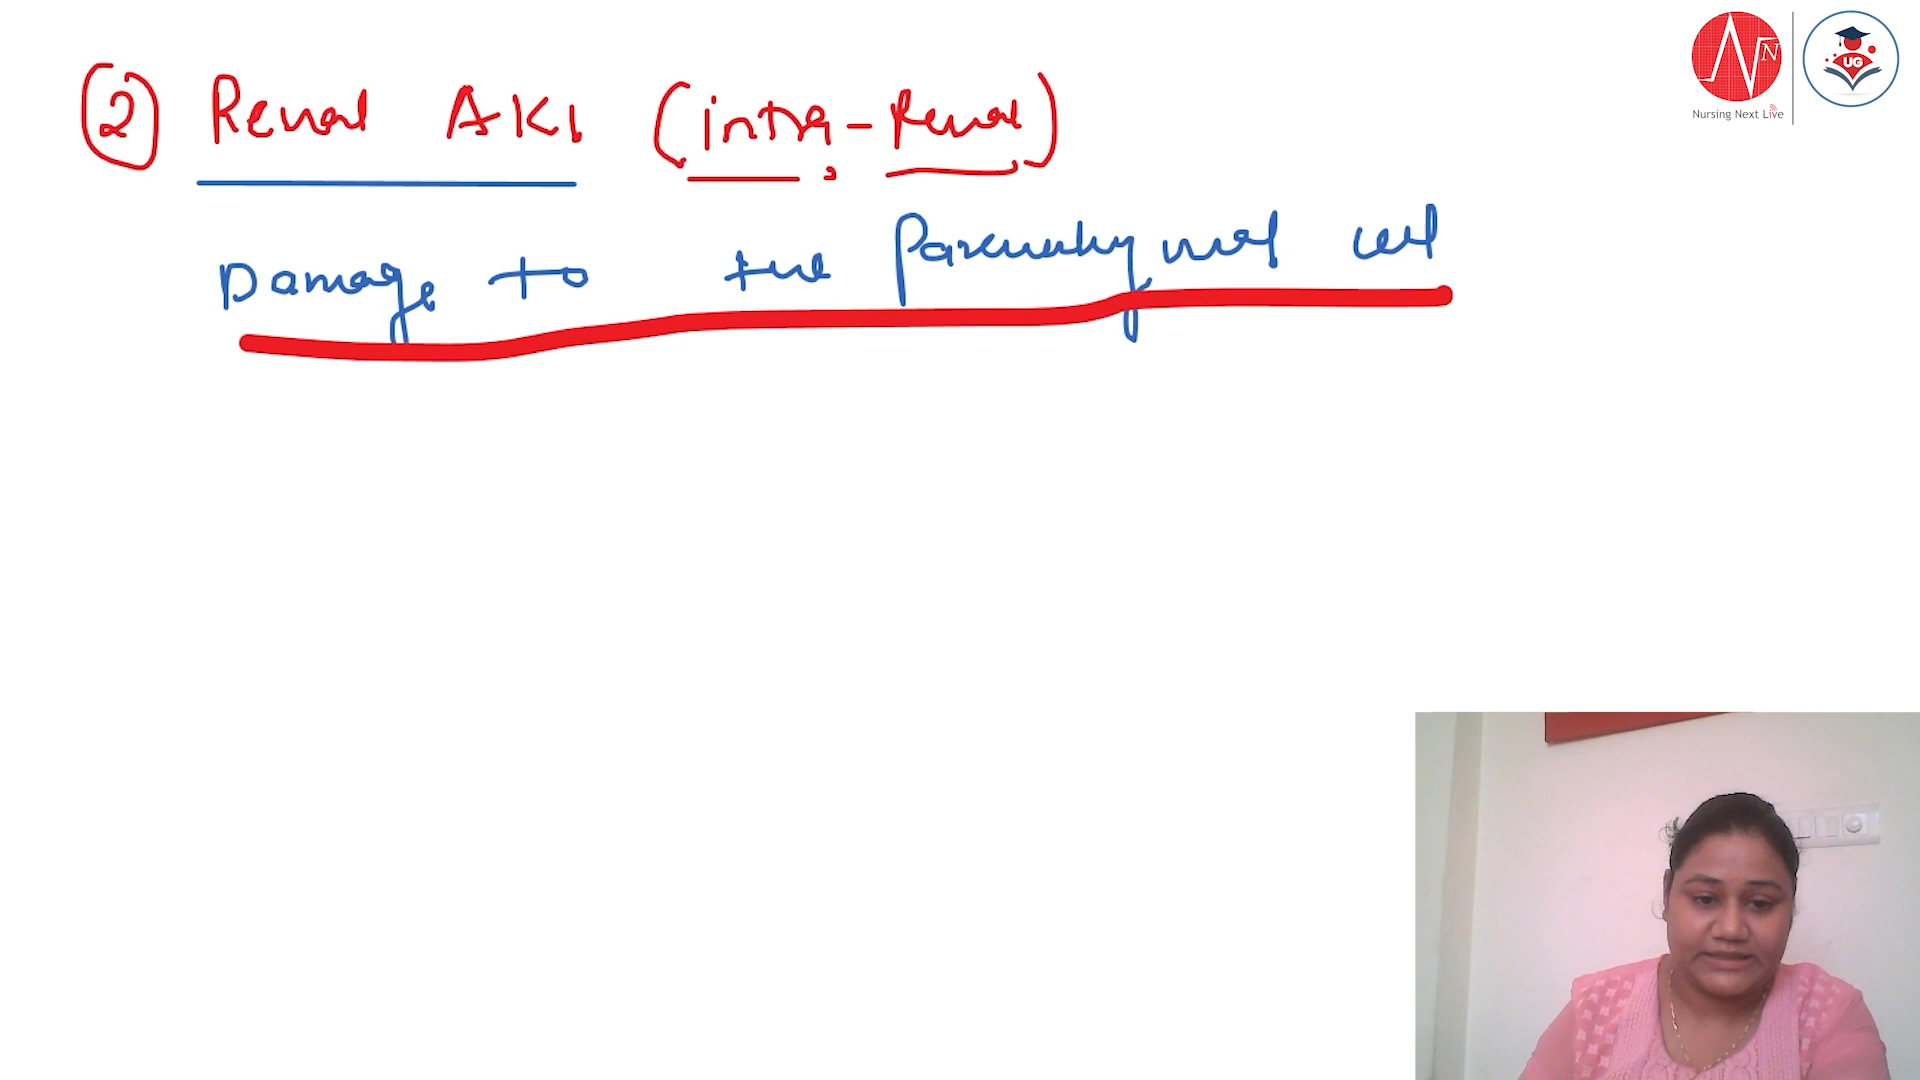 ② Renal AKI (intra-Renal)
Damage to the Parenchymal cell
N
UG
Nursing Next Live